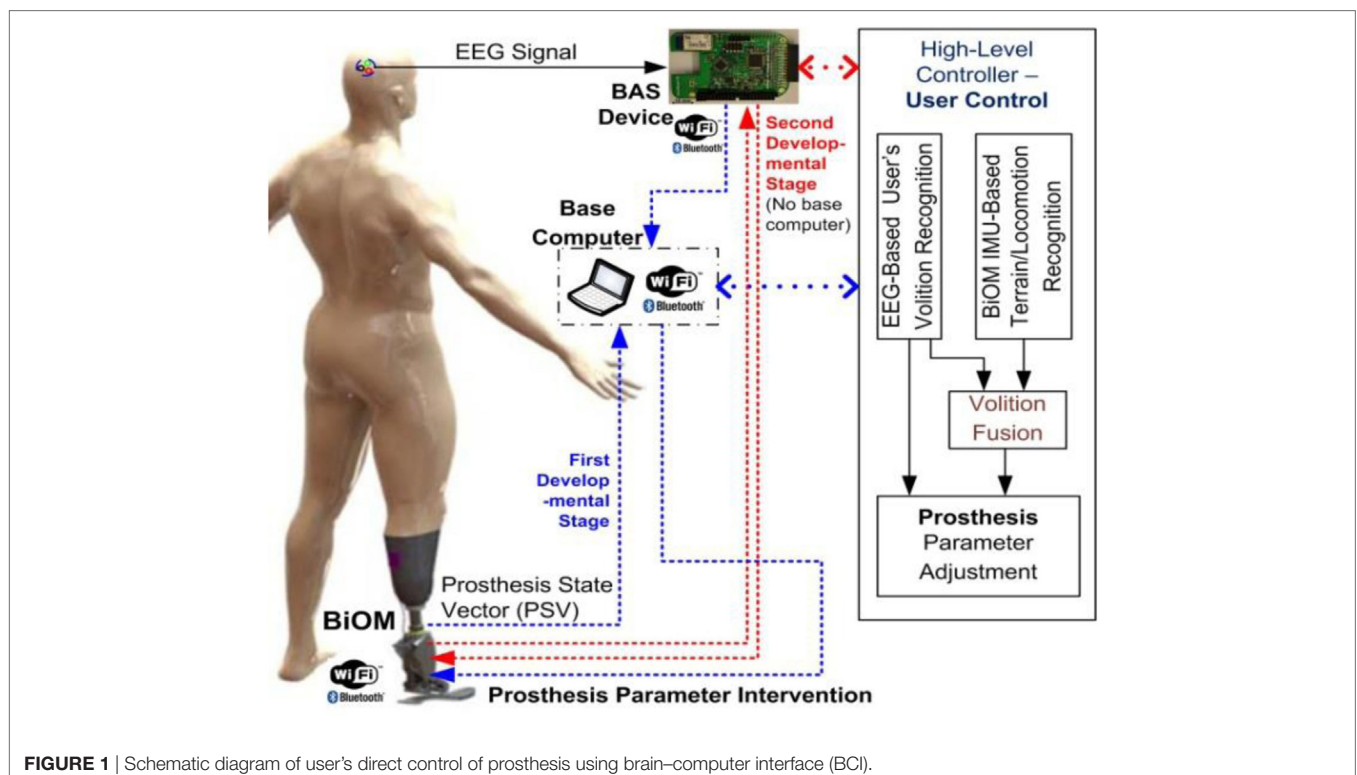 EEG Signal
BAS
Device
WiFi™
Bluetooth®
Second
Develop-
mental
Stage
(No base
computer)
Base
Computer
WiFi™
Bluetooth®
First
Develop
-mental
Stage
Prosthesis State
Vector (PSV)
BiOM
WiFi™
Bluetooth®
Prosthesis Parameter Intervention
High-Level
Controller –
User Control
EEG-Based User's
Volition Recognition
BiOM IMU-Based
Terrain/Locomotion
Recognition
Volition
Fusion
Prosthesis
Parameter
Adjustment
FIGURE 1 | Schematic diagram of user's direct control of prosthesis using brain–computer interface (BCI).